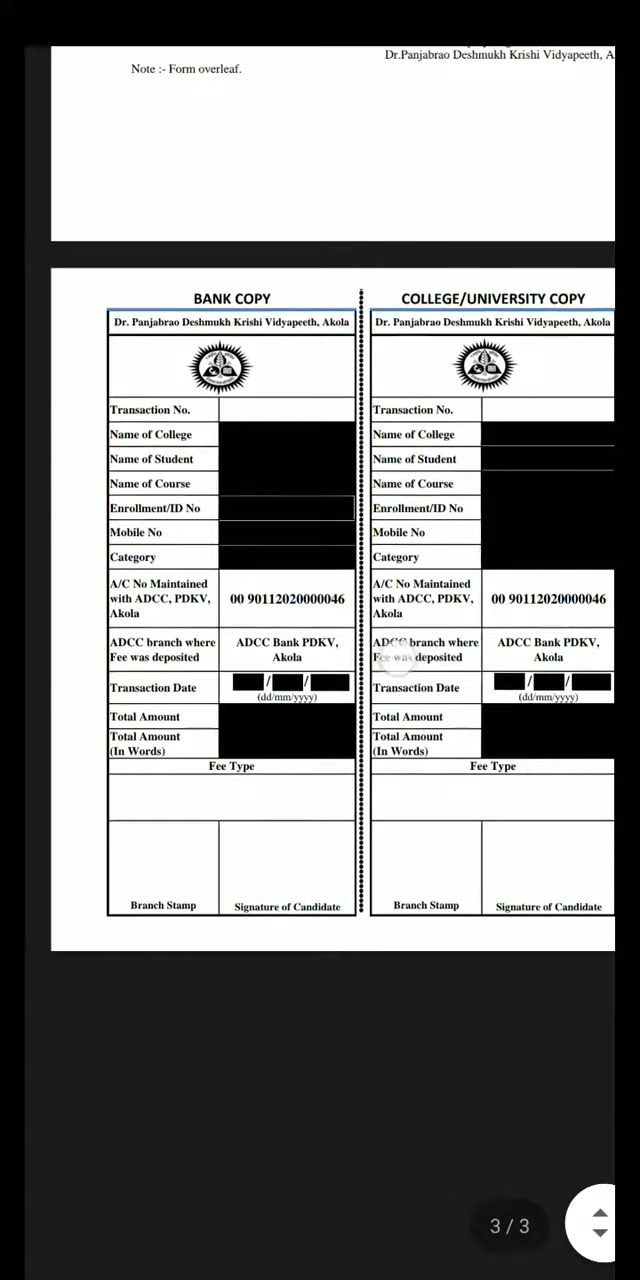 Dr.Panjabrao Deshmukh Krishi Vidyapeeth, A
Note :- Form overleaf.
BANK COPY
Dr. Panjabrao Deshmukh Krishi Vidyapeeth, Akola
Transaction No.
Name of College
Name of Student
Name of Course
Enrollment/ID No
Mobile No
Category
A/C No Maintained
with ADCC, PDKV,
Akola
00 90112020000046
ADCC branch where
Fee was deposited
ADCC Bank PDKV,
Akola
Transaction Date
/ /
(dd/mm/yyyy)
Total Amount
Total Amount
(In Words)
Fee Type
Branch Stamp
Signature of Candidate
COLLEGE/UNIVERSITY COPY
Dr. Panjabrao Deshmukh Krishi Vidyapeeth, Akola
Transaction No.
Name of College
Name of Student
Name of Course
Enrollment/ID No
Mobile No
Category
A/C No Maintained
with ADCC, PDKV,
Akola
00 90112020000046
ADCC branch where
Fee was deposited
ADCC Bank PDKV,
Akola
Transaction Date
/ /
(dd/mm/yyyy)
Total Amount
Total Amount
(In Words)
Fee Type
Branch Stamp
Signature of Candidate
3 / 3